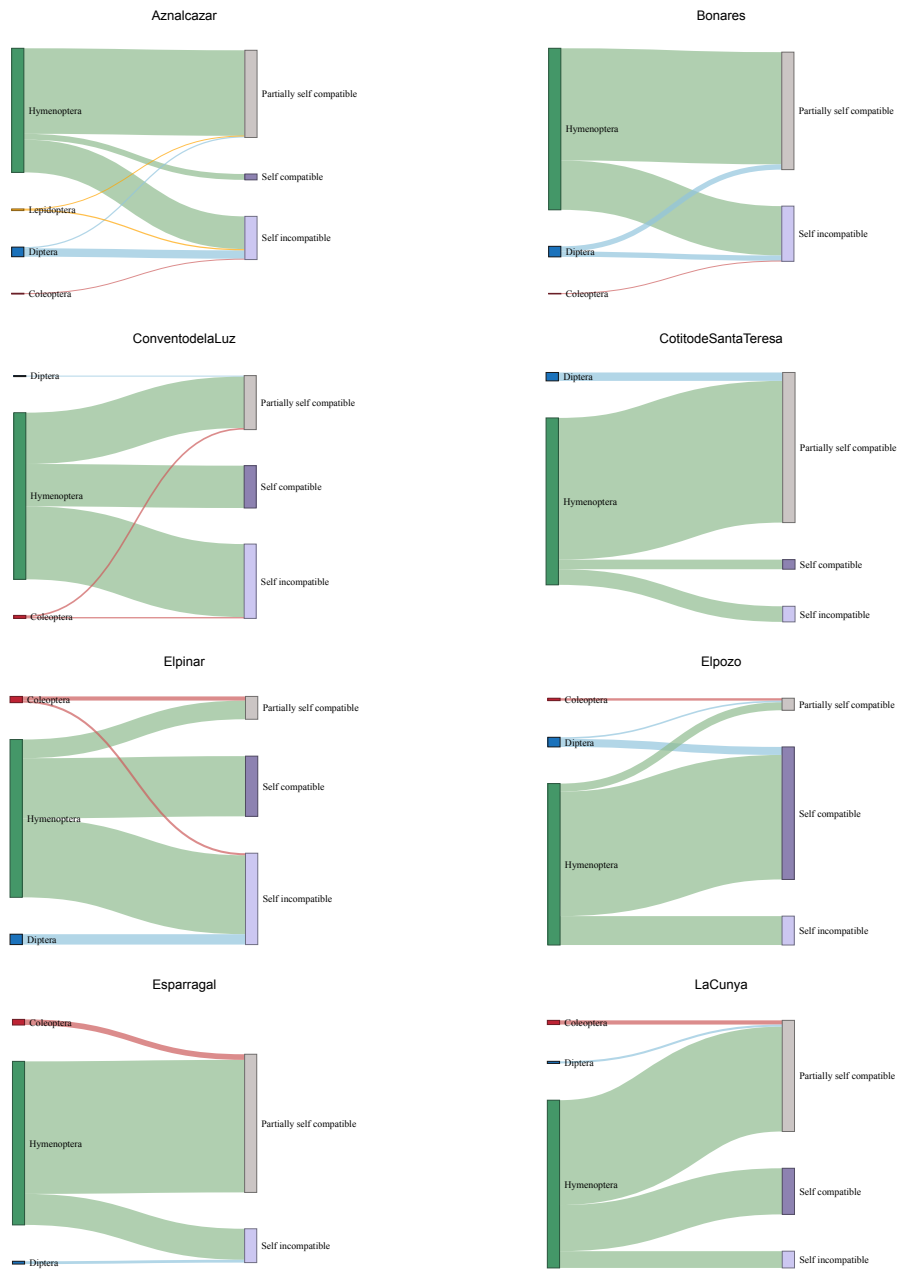 Aznalcazar
Hymenoptera
Lepidoptera
Diptera
Coleoptera
Partially self compatible
Self compatible
Self incompatible
Bonares
Hymenoptera
Diptera
Coleoptera
Partially self compatible
Self incompatible
ConventodelaLuz
Diptera
Hymenoptera
Coleoptera
Partially self compatible
Self compatible
Self incompatible
CotitodeSantaTeresa
Diptera
Hymenoptera
Partially self compatible
Self compatible
Self incompatible
Elpinar
Coleoptera
Hymenoptera
Diptera
Partially self compatible
Self compatible
Self incompatible
Elpozo
Coleoptera
Diptera
Hymenoptera
Partially self compatible
Self compatible
Self incompatible
Esparragal
Coleoptera
Hymenoptera
Diptera
Partially self compatible
Self incompatible
LaCunya
Coleoptera
Diptera
Hymenoptera
Partially self compatible
Self compatible
Self incompatible